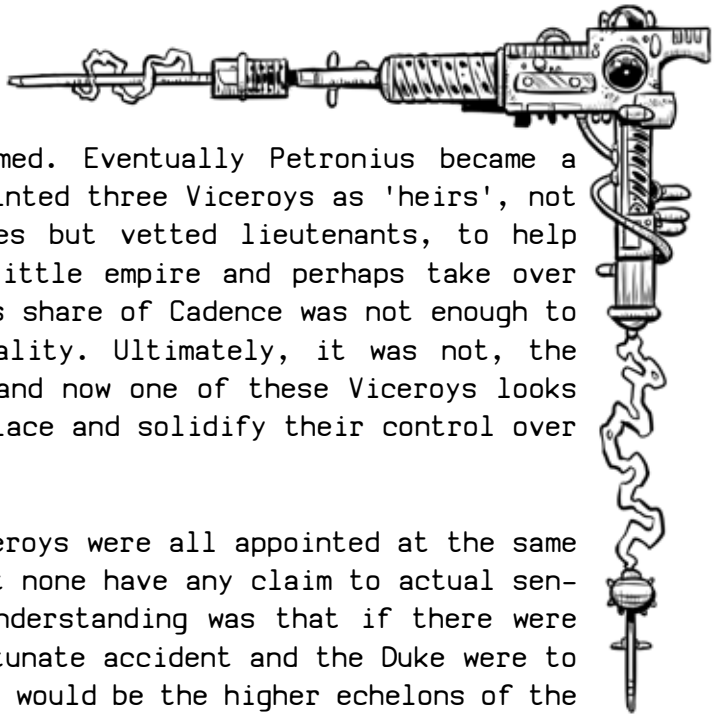 med. Eventually Petronius became a
inted three Viceroys as 'heirs', not
es but vetted lieutenants, to help
ittle empire and perhaps take over
s share of Cadence was not enough to
ality. Ultimately, it was not, the
and now one of these Viceroys looks
lace and solidify their control over
eroys were all appointed at the same
t none have any claim to actual sen-
nderstanding was that if there were
tunate accident and the Duke were to
would be the higher echelons of the